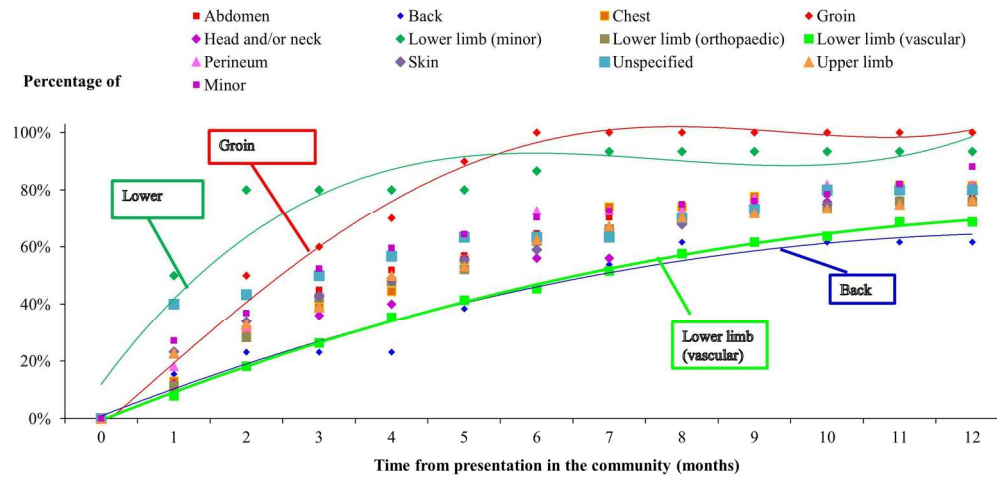 Abdomen Back Chest Groin
Head and/or neck Lower limb (minor) Lower limb (orthopaedic) Lower limb (vascular)
Perineum Skin Unspecified Upper limb
Minor
Percentage of
100%
80%
60%
40%
20%
0%
Groin
Lower
Back
Lower limb
(vascular)
0 1 2 3 4 5 6 7 8 9 10 11 12
Time from presentation in the community (months)